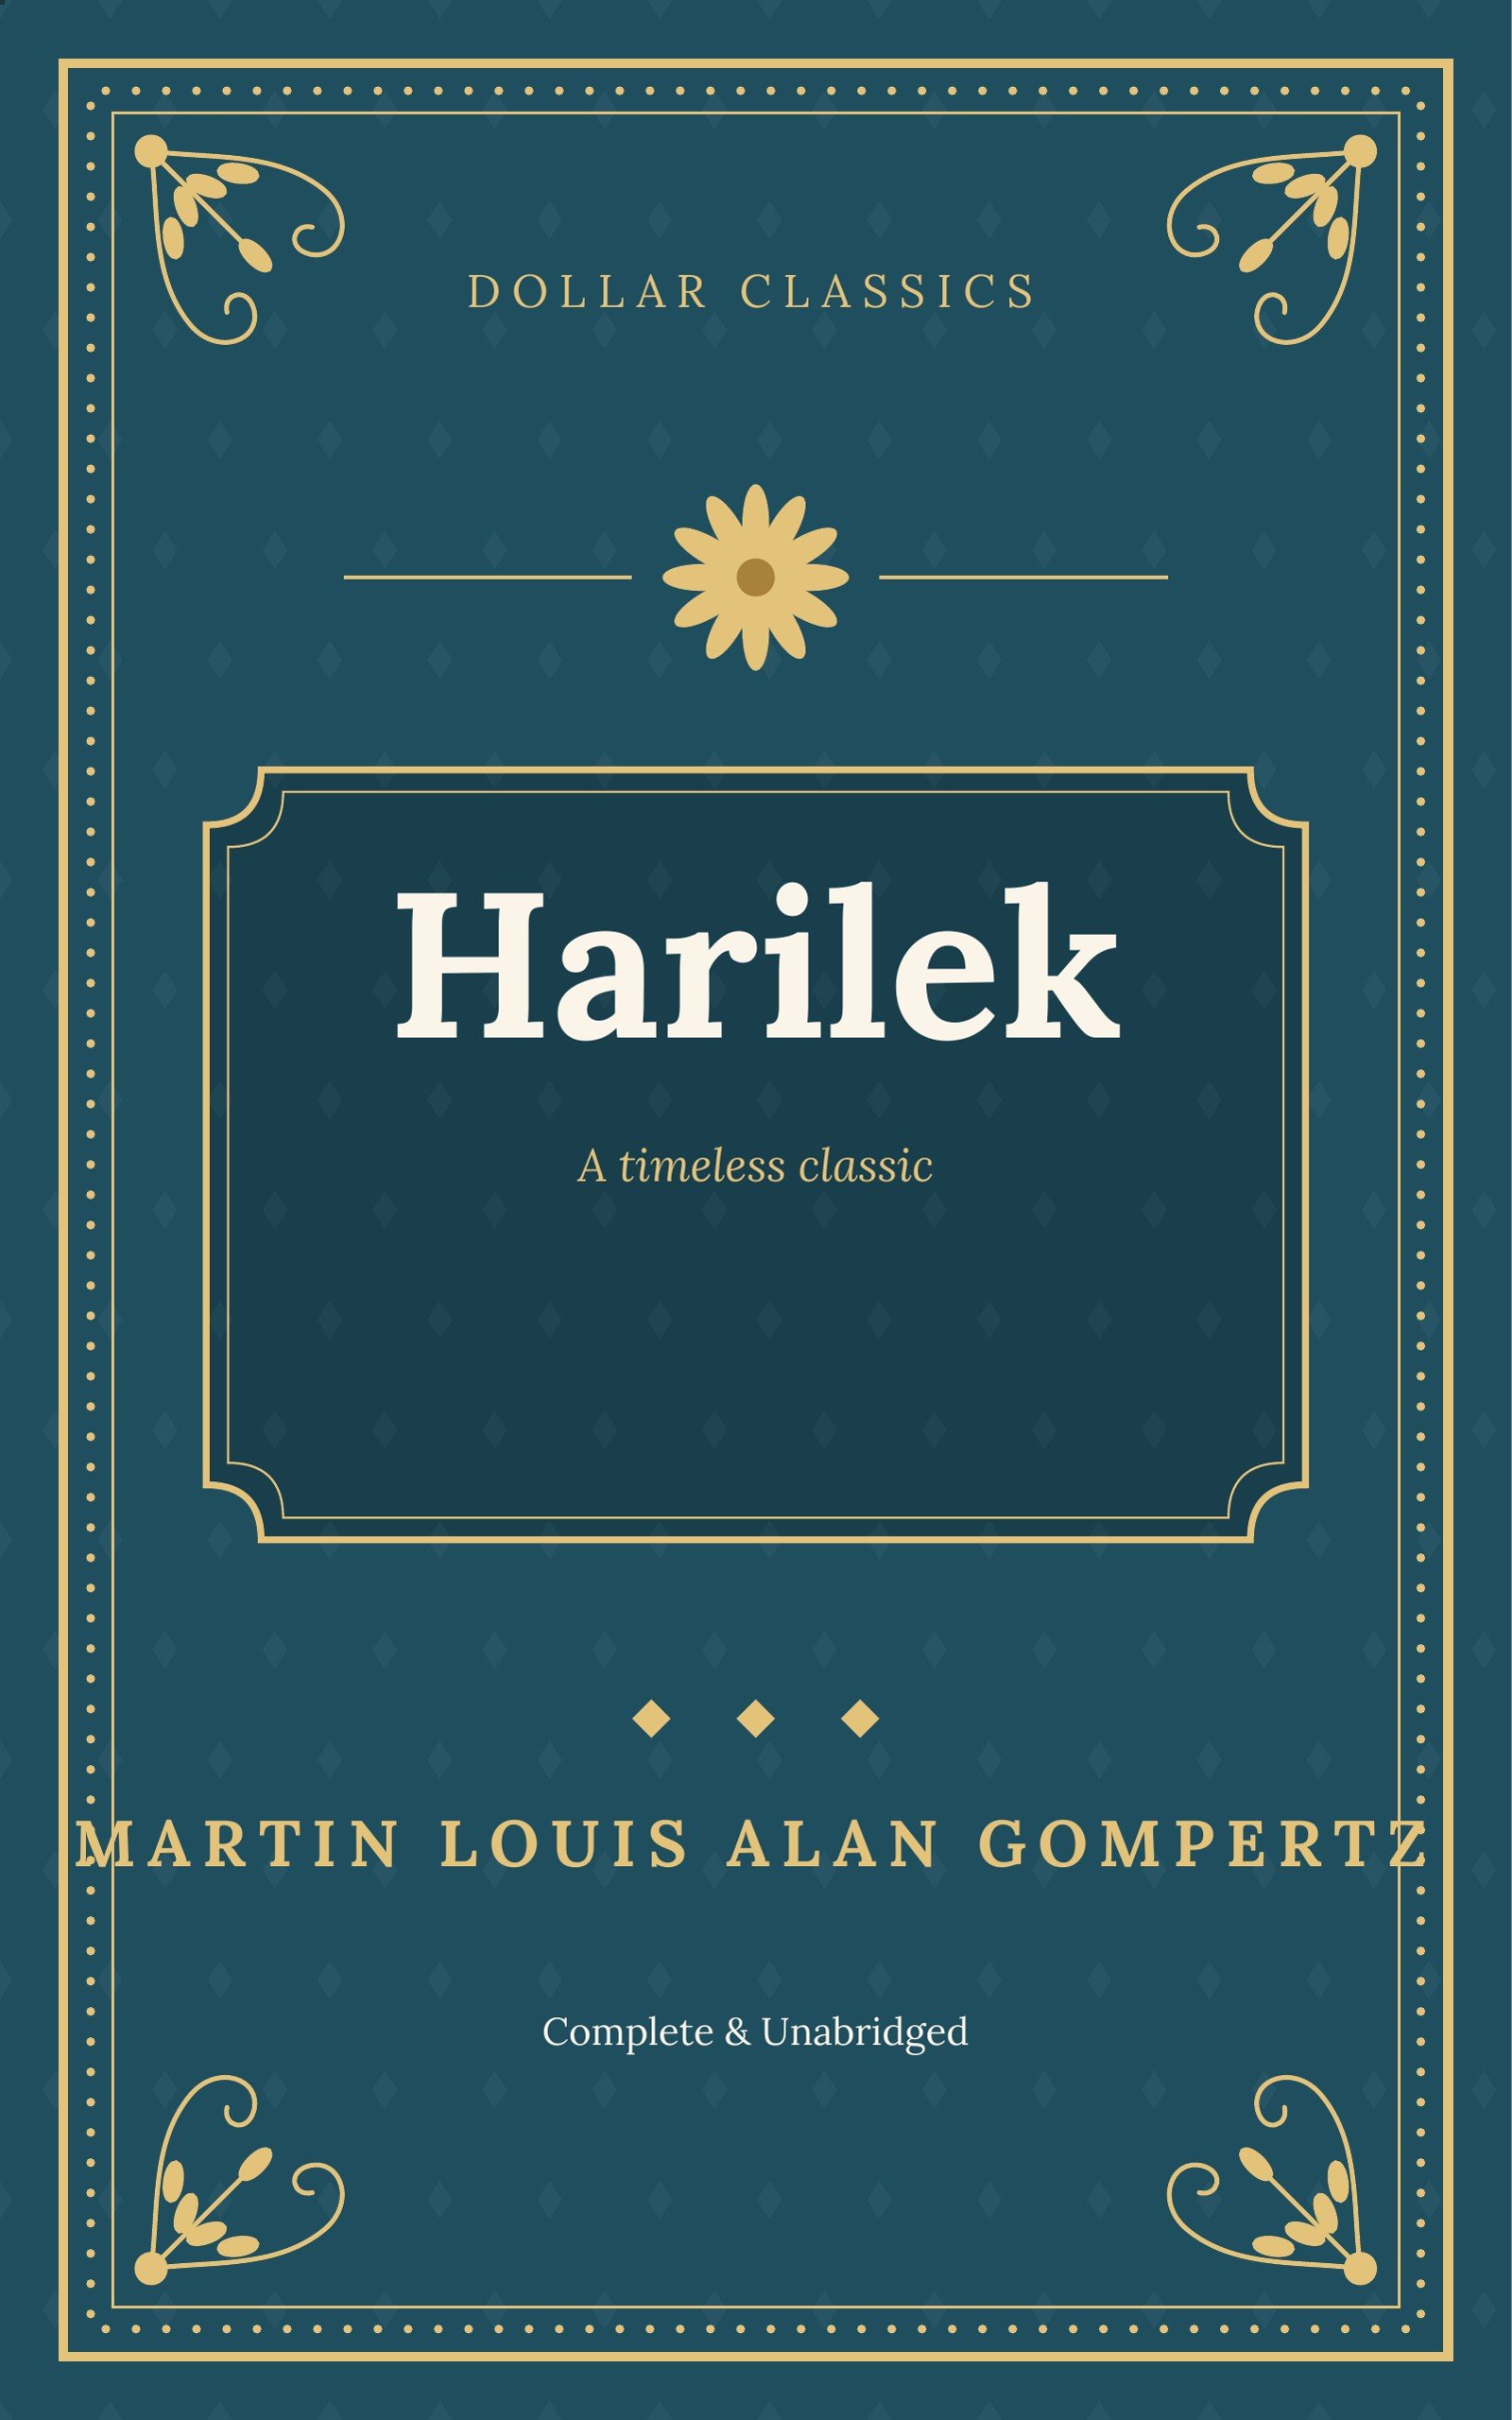 DOLLAR CLASSICS
Harilek
A timeless classic
MARTIN LOUIS ALAN GOMPERTZ
Complete & Unabridged